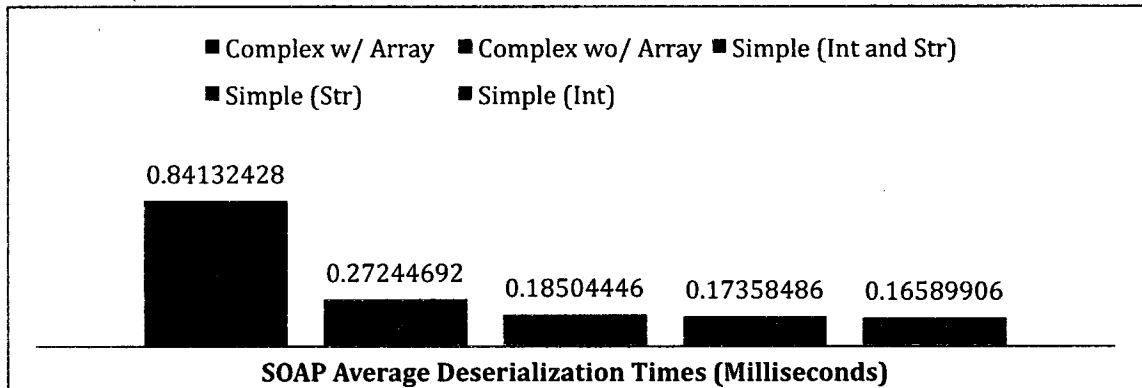 Complex w/ Array Complex wo/ Array Simple (Int and Str)
Simple (Str) Simple (Int)
0.84132428
0.27244692
0.18504446 0.17358486 0.16589906
SOAP Average Deserialization Times (Milliseconds)